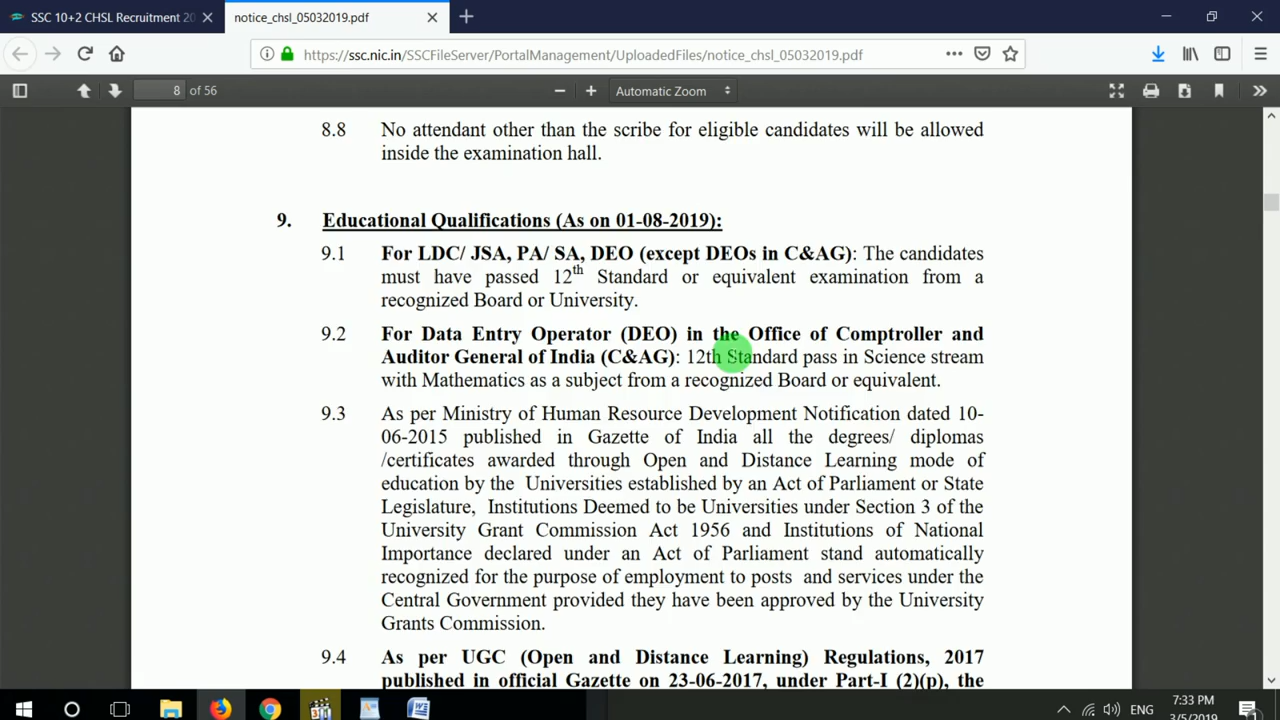 SSC 10+2 CHSL Recruitment 20
notice_chsl_05032019.pdf
https://ssc.nic.in/SSCFileServer/PortalManagement/UploadedFiles/notice_chsl_05032019.pdf
8 of 56
Automatic Zoom
8.8 No attendant other than the scribe for eligible candidates will be allowed
inside the examination hall.
9. Educational Qualifications (As on 01-08-2019):
9.1 For LDC/ JSA, PA/ SA, DEO (except DEOs in C&AG): The candidates
must have passed 12th Standard or equivalent examination from a
recognized Board or University.
9.2 For Data Entry Operator (DEO) in the Office of Comptroller and
Auditor General of India (C&AG): 12th Standard pass in Science stream
with Mathematics as a subject from a recognized Board or equivalent.
9.3 As per Ministry of Human Resource Development Notification dated 10-
06-2015 published in Gazette of India all the degrees/ diplomas
/certificates awarded through Open and Distance Learning mode of
education by the Universities established by an Act of Parliament or State
Legislature, Institutions Deemed to be Universities under Section 3 of the
University Grant Commission Act 1956 and Institutions of National
Importance declared under an Act of Parliament stand automatically
recognized for the purpose of employment to posts and services under the
Central Government provided they have been approved by the University
Grants Commission.
9.4 As per UGC (Open and Distance Learning) Regulations, 2017
published in official Gazette on 23-06-2017, under Part-I (2)(p), the
ENG
7:33 PM
3/5/2019